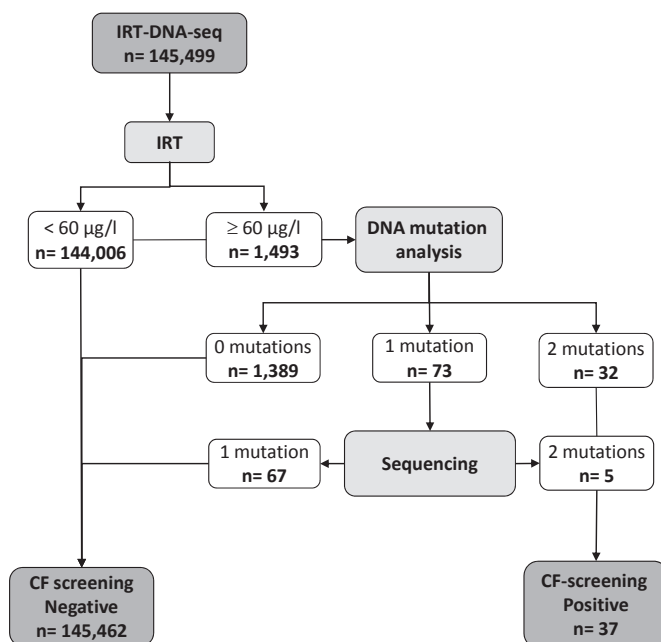 IRT-DNA-seq
n= 145,499
IRT
< 60 µg/l
n= 144,006
≥ 60 µg/l
n= 1,493
DNA mutation
analysis
0 mutations
n= 1,389
1 mutation
n= 73
2 mutations
n= 32
1 mutation
n= 67
Sequencing
2 mutations
n= 5
CF screening
Negative
n= 145,462
CF-screening
Positive
n= 37